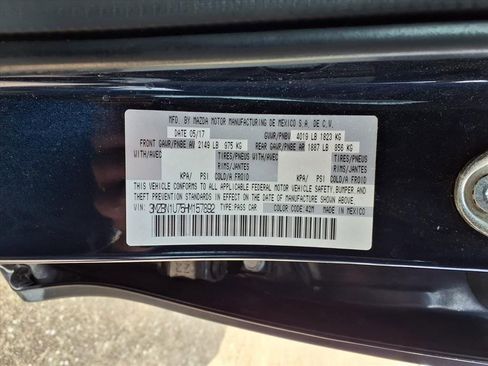 MFD. BY MAZDA MOTOR MANUFACTURING DE MEXICO S.A. DE C.V.
DATE 05/17 GVWR/PNBV 4019 LB 1823 KG
FRONT GAWR/PNBE AV 2149 LB 975 KG REAR GAWR/PNBE AR 1887 LB 856 KG
WITH/AVEC TIRES/PNEUS WITH/AVEC TIRES/PNEUS
RIMS/JANTES RIMS/JANTES
KPA/ PSI COLD/A FROID KPA/ PSI COLD/A FROID
THIS VEHICLE CONFORMS TO ALL APPLICABLE FEDERAL MOTOR VEHICLE SAFETY, BUMPER AND
THEFT PREVENTION STANDARDS IN EFFECT ON THE DATE OF MANUFACTURE SHOWN ABOVE.
VIN: 3MZBN1U75HM157892 TYPE PASS CAR COLOR CODE: 42M MADE IN MEXICO